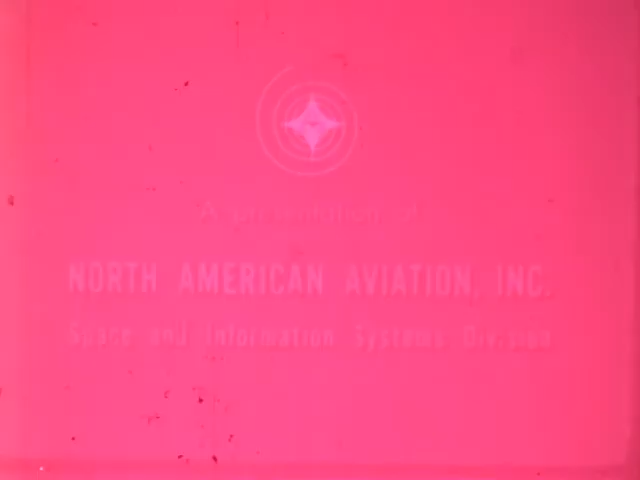 A presentation of
NORTH AMERICAN AVIATION, INC.
Space and Information Systems Division